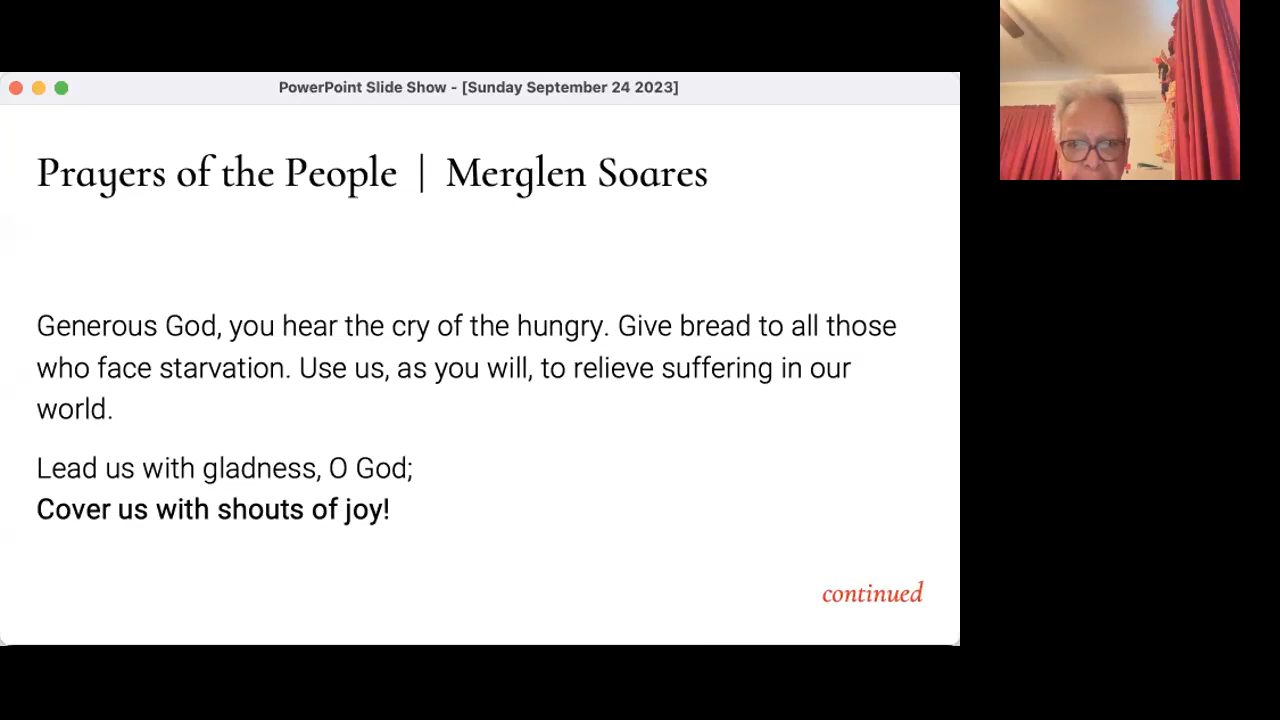 PowerPoint Slide Show - [Sunday September 24 2023]
Prayers of the People | Merglen Soares
Generous God, you hear the cry of the hungry. Give bread to all those
who face starvation. Use us, as you will, to relieve suffering in our
world.
Lead us with gladness, O God;
Cover us with shouts of joy!
continued